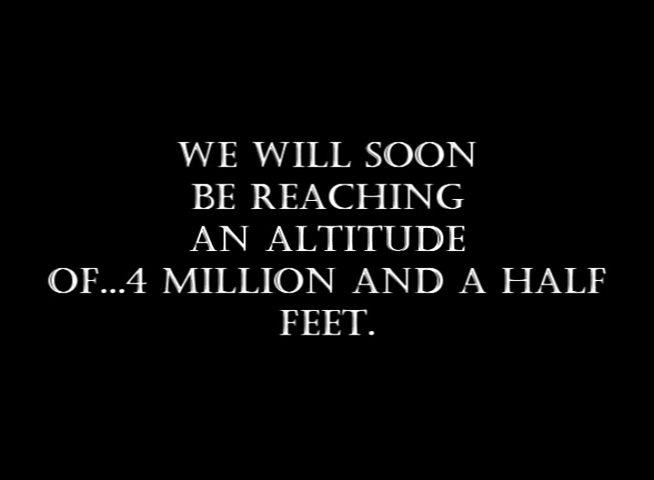 WE WILL SOON
BE REACHING
AN ALTITUDE
OF...4 MILLION AND A HALF
FEET.